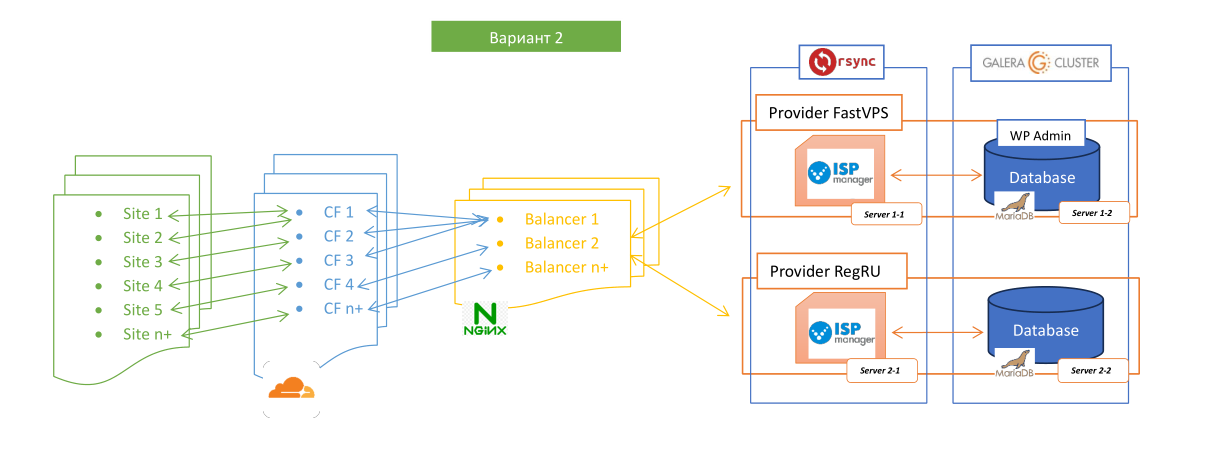 Вариант 2
Site 1
Site 2
Site 3
Site 4
Site 5
Site n+
CF 1
CF 2
CF 3
CF 4
CF n+
Balancer 1
Balancer 2
Balancer n+
NGiNX
rsync
GALERA CLUSTER
Provider FastVPS
ISP
manager
Server 1-1
WP Admin
Database
MariaDB
Server 1-2
Provider RegRU
ISP
manager
Server 2-1
Database
MariaDB
Server 2-2